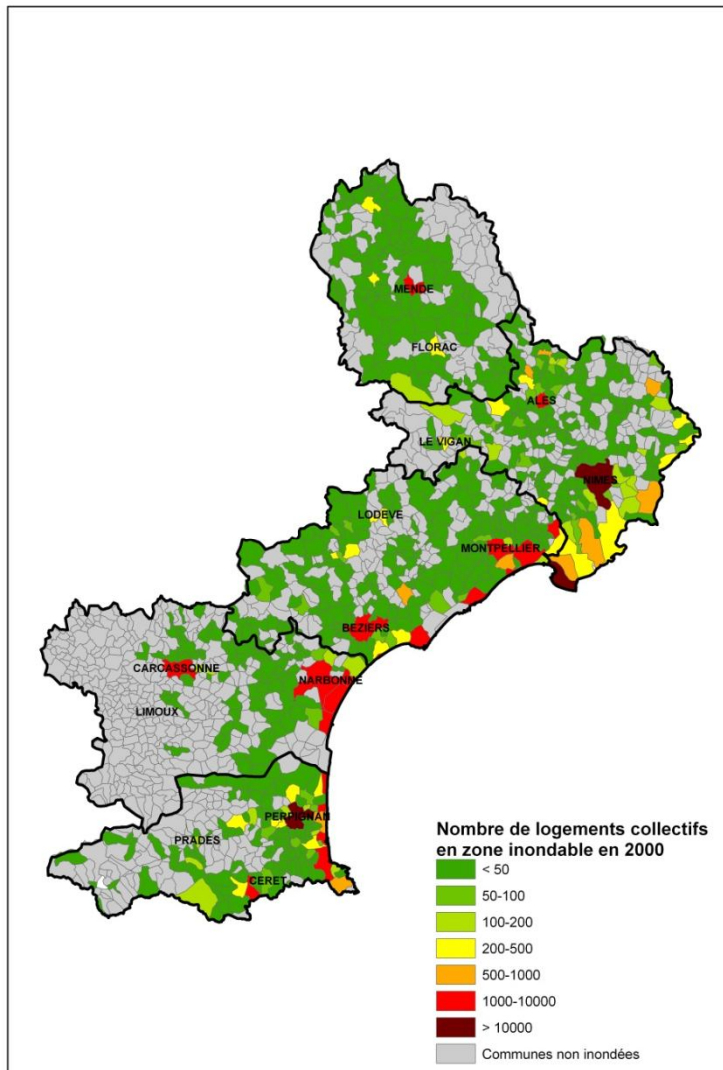 MENDE
FLORAC
ALES
LE VIGAN
NIMES
LODEVE
MONTPELLIER
BEZIERS
CARCASSONNE
NARBONNE
LIMOUX
PERPIGNAN
PRADES
CERET
Nombre de logements collectifs
en zone inondable en 2000
< 50
50-100
100-200
200-500
500-1000
1000-10000
> 10000
Communes non inondées